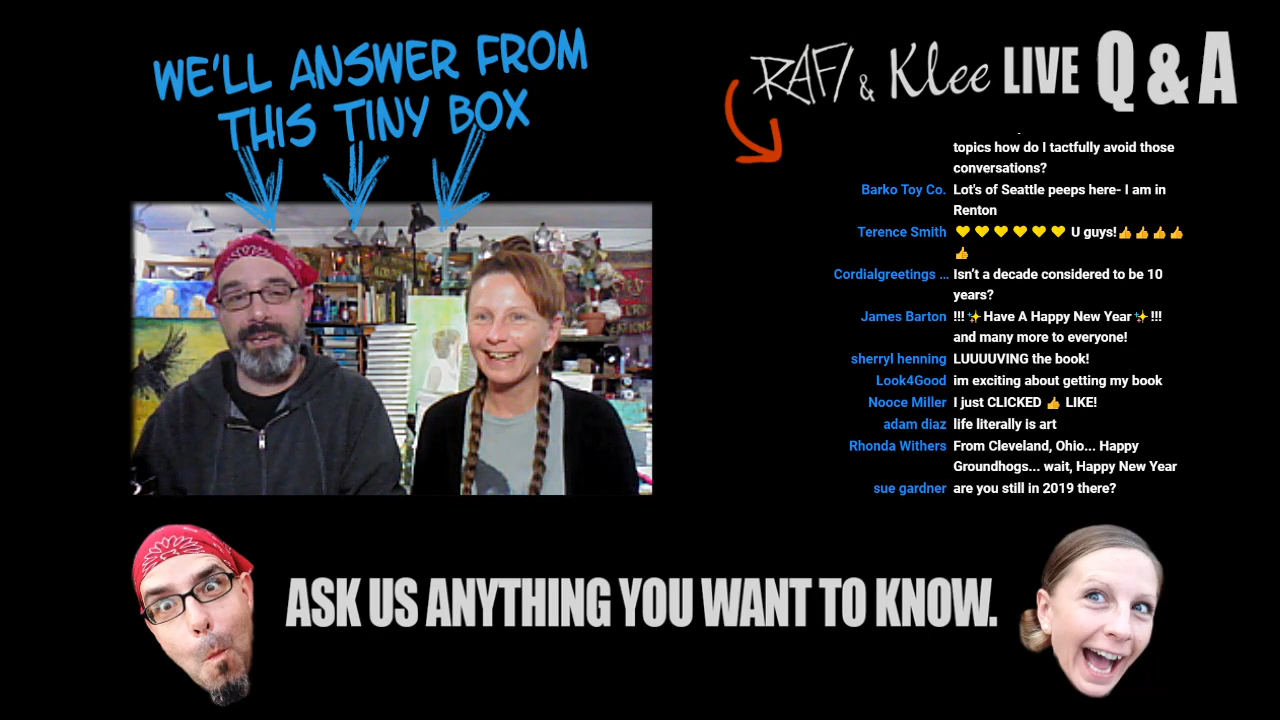 WE'LL ANSWER FROM
THIS TINY BOX
RAFI & Klee LIVE Q & A
topics how do I tactfully avoid those
conversations?
Barko Toy Co. Lot's of Seattle peeps here- I am in
Renton
Terence Smith 💛 💛 💛 💛 💛 💛 U guys!👍👍👍👍
👍
Cordialgreetings ... Isn't a decade considered to be 10
years?
James Barton !!!✨Have A Happy New Year✨!!!
and many more to everyone!
sherryl henning LUUUUVING the book!
Look4Good im exciting about getting my book
Nooce Miller I just CLICKED 👍 LIKE!
adam diaz life literally is art
Rhonda Withers From Cleveland, Ohio... Happy
Groundhogs... wait, Happy New Year
sue gardner are you still in 2019 there?
ASK US ANYTHING YOU WANT TO KNOW.